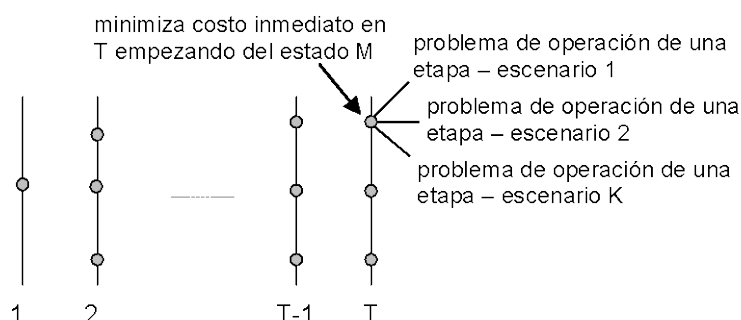 minimiza costo inmediato en
T empezando del estado M
problema de operación de una
etapa – escenario 1
problema de operación de una
etapa – escenario 2
problema de operación de una
etapa – escenario K
1 2 T-1 T